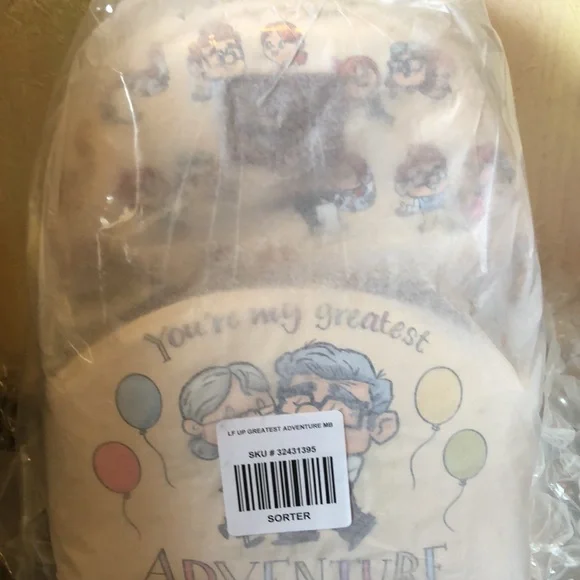 You're my greatest
LF UP GREATEST ADVENTURE MB
SKU # 32431395
SORTER
ADVENTURE